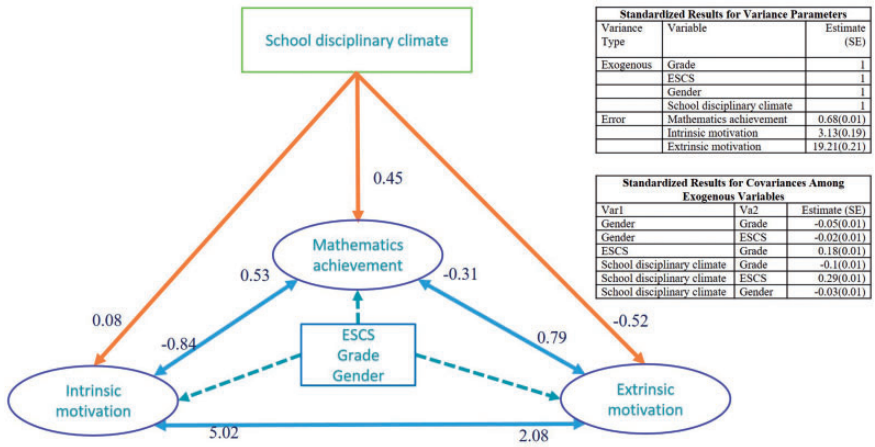 School disciplinary climate
0.45
Mathematics
achievement
0.53
-0.31
0.08
-0.84
ESCS
Grade
Gender
0.79
-0.52
Intrinsic
motivation
Extrinsic
motivation
5.02
2.08
Standardized Results for Variance Parameters
Variance Type Variable Estimate (SE)
Exogenous Grade 1
ESCS 1
Gender 1
School disciplinary climate 1
Error Mathematics achievement 0.68(0.01)
Intrinsic motivation 3.13(0.19)
Extrinsic motivation 19.21(0.21)
Standardized Results for Covariances Among
Exogenous Variables
Var1 Va2 Estimate (SE)
Gender Grade -0.05(0.01)
Gender ESCS -0.02(0.01)
ESCS Grade 0.18(0.01)
School disciplinary climate Grade -0.1(0.01)
School disciplinary climate ESCS 0.29(0.01)
School disciplinary climate Gender -0.03(0.01)